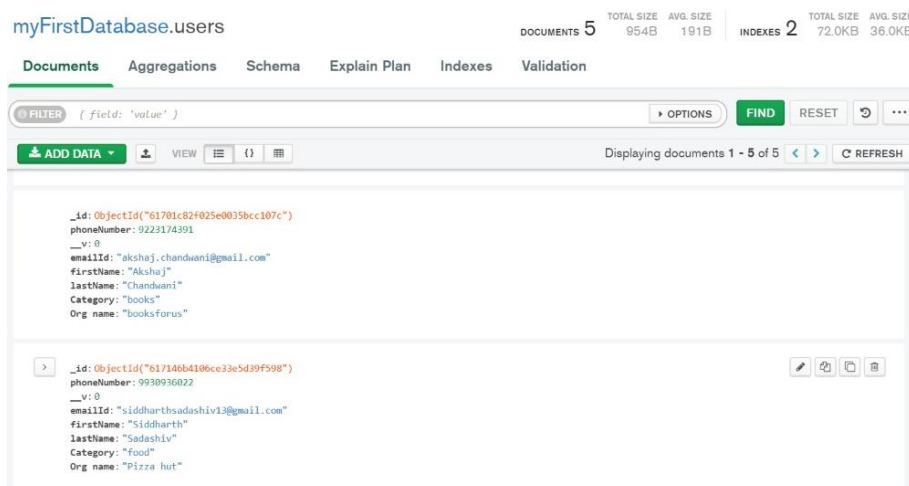 myFirstDatabase.users
DOCUMENTS 5 TOTAL SIZE 954B AVG. SIZE 191B INDEXES 2 TOTAL SIZE 72.0KB AVG. SIZE 36.0KB
Documents Aggregations Schema Explain Plan Indexes Validation
FILTER { field: 'value' } OPTIONS FIND RESET ...
ADD DATA VIEW {} Displaying documents 1 - 5 of 5 < > REFRESH
_id: ObjectId("61701c82f025e0035bcc107c")
phoneNumber: 9223174391
__v: 0
emailId: "akshaj.chandwani@gmail.com"
firstName: "Akshaj"
lastName: "Chandwani"
Category: "books"
Org name: "booksforus"
> _id: ObjectId("617146b4106ce33e5d39f598")
phoneNumber: 9930936022
__v: 0
emailId: "siddharthsadashiv13@gmail.com"
firstName: "Siddharth"
lastName: "Sadashiv"
Category: "food"
Org name: "Pizza hut"